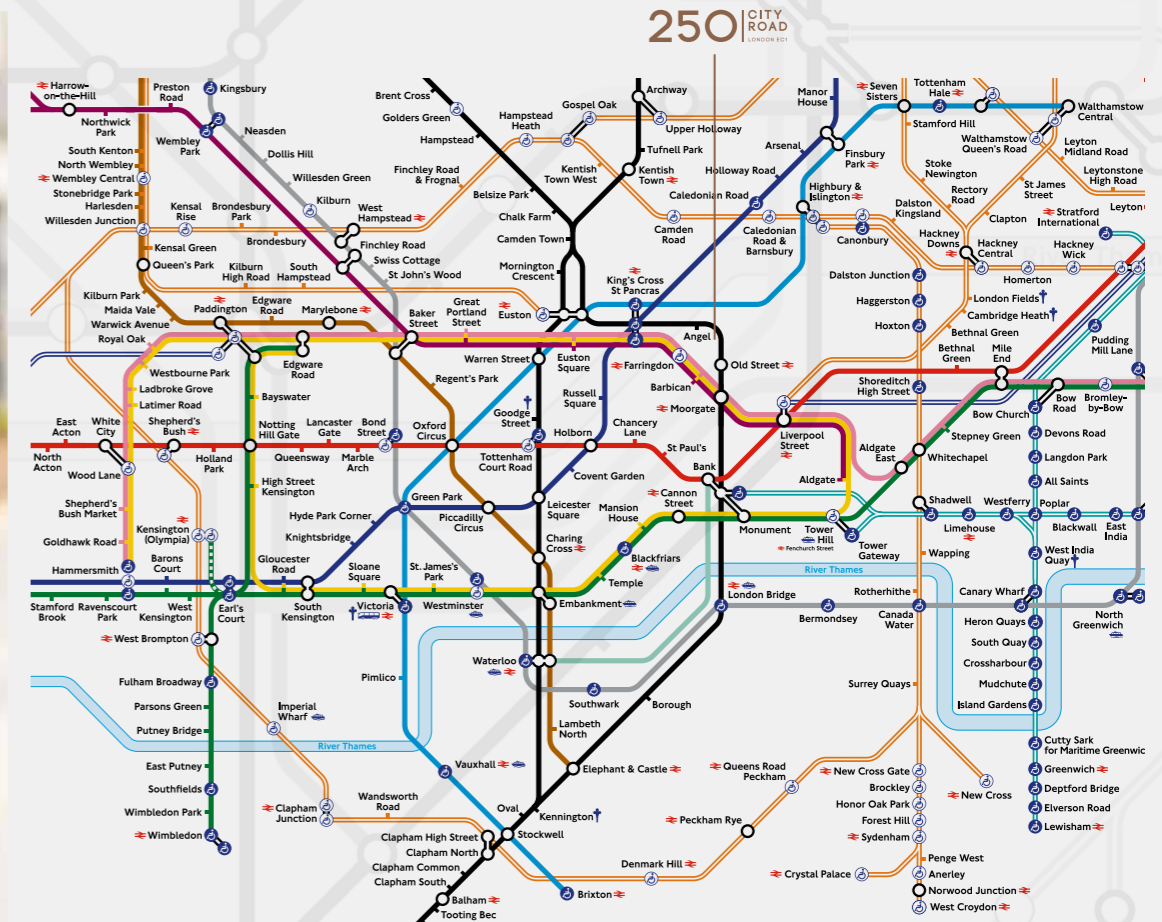 250 CITY
ROAD
LONDON EC1
Harrow-
on-the-Hill
Northwick
Park
Preston
Road
Kingsbury
Wembley
Park
Neasden
Dollis Hill
Willesden Green
Kilburn
West
Hampstead
Finchley Road
Swiss Cottage
St John's Wood
South Kenton
North Wembley
Wembley Central
Stonebridge Park
Harlesden
Willesden Junction
Kensal
Rise
Brondesbury
Park
Brondesbury
Kensal Green
Queen's Park
Kilburn
High Road
South
Hampstead
Kilburn Park
Maida Vale
Warwick Avenue
Royal Oak
Paddington
Edgware
Road
Marylebone
Baker
Street
Great
Portland
Street
Euston
Brent Cross
Golders Green
Hampstead
Finchley Road
& Frognal
Belsize Park
Chalk Farm
Camden Town
Mornington
Crescent
Hampstead
Heath
Gospel Oak
Archway
Upper Holloway
Tufnell Park
Kentish
Town West
Kentish
Town
Camden
Road
Caledonian
Road &
Barnsbury
Caledonian Road
Holloway Road
Arsenal
Manor
House
Finsbury
Park
Highbury &
Islington
Canonbury
King's Cross
St Pancras
Angel
Old Street
Seven
Sisters
Tottenham
Hale
Walthamstow
Central
Walthamstow
Queen's Road
Stamford Hill
Stoke
Newington
Rectory
Road
Clapton
St James
Street
Leyton
Midland Road
Leytonstone
High Road
Leyton
Stratford
International
Dalston
Kingsland
Hackney
Downs
Hackney
Central
Hackney
Wick
Homerton
Dalston Junction
Haggerston
Hoxton
London Fields
Cambridge Heath
Bethnal Green
Bethnal
Green
Mile
End
Pudding
Mill Lane
Shoreditch
High Street
Bow Church
Bow
Road
Bromley-
by-Bow
Devons Road
Langdon Park
All Saints
Stepney Green
Whitechapel
Aldgate
East
Aldgate
Liverpool
Street
Moorgate
Barbican
Farringdon
Euston
Square
Warren Street
Regent's Park
Russell
Square
Goodge
Street
Westbourne Park
Ladbroke Grove
Latimer Road
Edgware
Road
Bayswater
East
Acton
White
City
Shepherd's
Bush
North
Acton
Wood Lane
Holland
Park
Notting
Hill Gate
Queensway
Lancaster
Gate
Marble
Arch
Bond
Street
Oxford
Circus
Tottenham
Court Road
Holborn
Chancery
Lane
St Paul's
Bank
Covent Garden
High Street
Kensington
Shepherd's
Bush Market
Goldhawk Road
Kensington
(Olympia)
Hyde Park Corner
Knightsbridge
Green Park
Piccadilly
Circus
Leicester
Square
Charing
Cross
Mansion
House
Cannon
Street
Monument
Blackfriars
Temple
Tower
Hill
Fenchurch Street
Tower
Gateway
Shadwell
Limehouse
Westferry
Poplar
Blackwall
East
India
Wapping
Rotherhithe
West India
Quay
Canary Wharf
Heron Quays
South Quay
Crossharbour
Mudchute
Island Gardens
North
Greenwich
Hammersmith
Barons
Court
Gloucester
Road
Sloane
Square
St. James's
Park
Stamford
Brook
Ravenscourt
Park
West
Kensington
Earl's
Court
South
Kensington
Victoria
Westminster
Embankment
River Thames
London Bridge
Bermondsey
Canada
Water
West Brompton
Fulham Broadway
Parsons Green
Putney Bridge
East Putney
Southfields
Wimbledon Park
Wimbledon
Imperial
Wharf
River Thames
Clapham
Junction
Pimlico
Waterloo
Southwark
Borough
Lambeth
North
Vauxhall
Elephant & Castle
Wandsworth
Road
Oval
Kennington
Stockwell
Clapham High Street
Clapham North
Clapham Common
Clapham South
Balham
Tooting Bec
Brixton
Denmark Hill
Peckham Rye
Queens Road
Peckham
Surrey Quays
New Cross Gate
New Cross
Brockley
Honor Oak Park
Forest Hill
Sydenham
Crystal Palace
Penge West
Anerley
Norwood Junction
West Croydon
Cutty Sark
for Maritime Greenwic
Greenwich
Deptford Bridge
Elverson Road
Lewisham